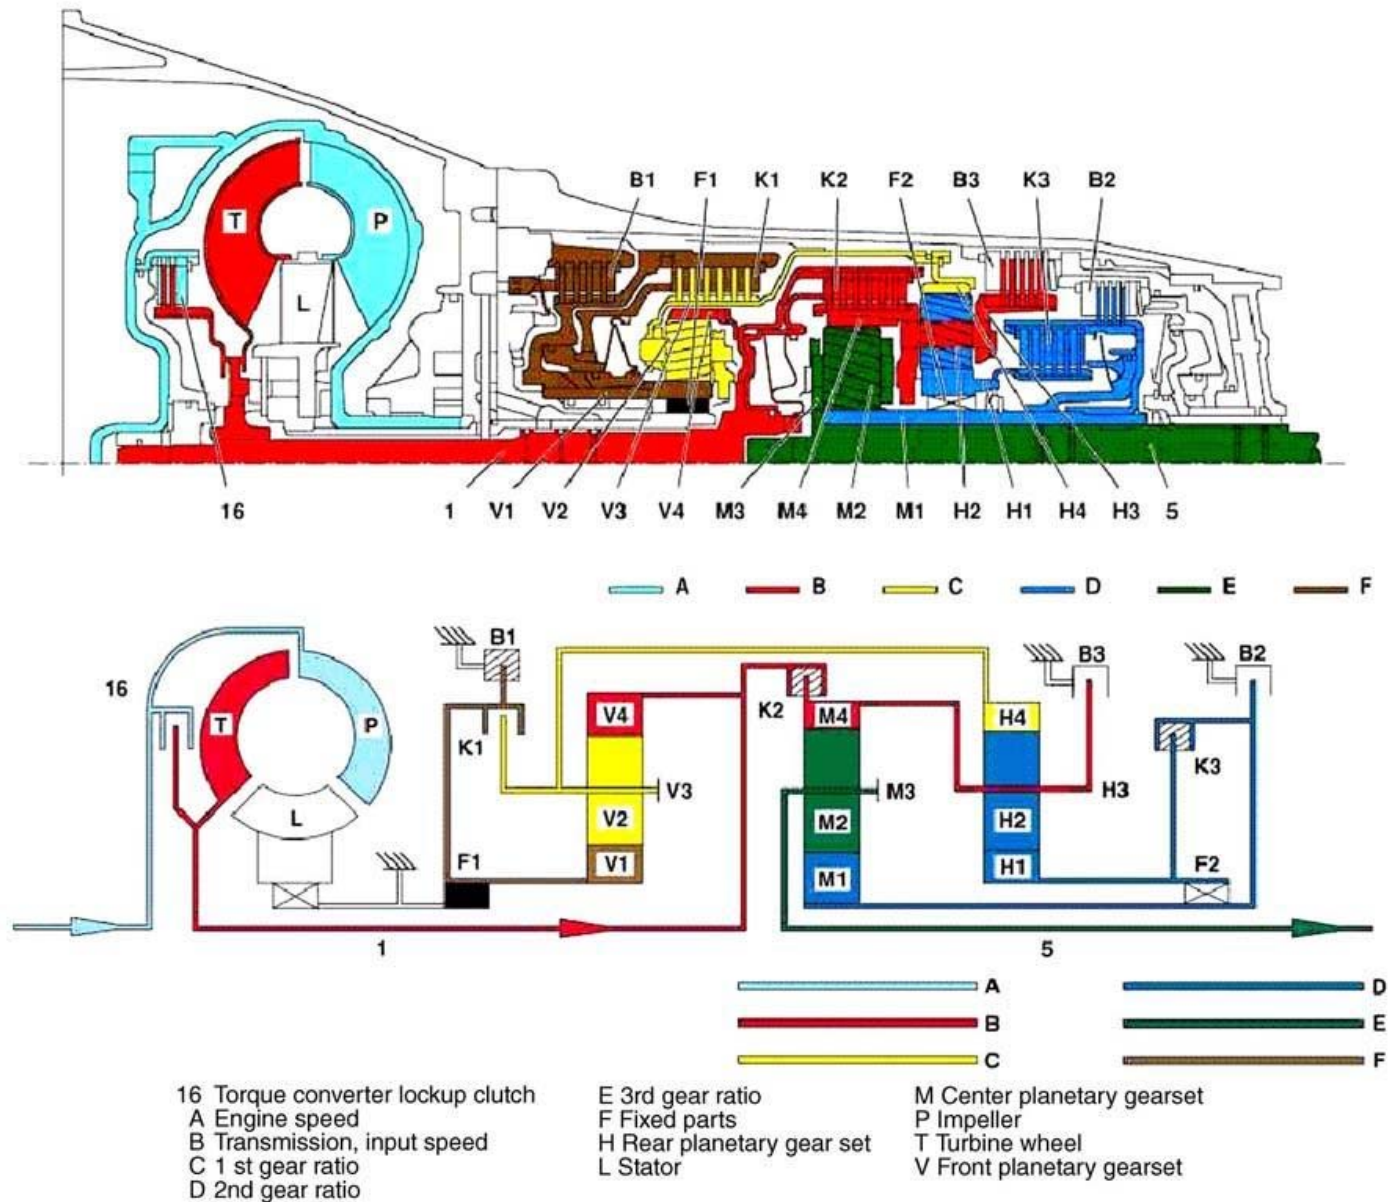 B1 F1 K1 K2 F2 B3 K3 B2
T P
L
16 1 V1 V2 V3 V4 M3 M4 M2 M1 H2 H1 H4 H3 5
A B C D E F
B1 B3 B2
16
T P V4 K2 M4 H4
K1 K3
V3 M3 H3
L V2 M2 H2
F1 V1 M1 H1 F2
1 5
A D
B E
C F
16 Torque converter lockup clutch
A Engine speed
B Transmission, input speed
C 1 st gear ratio
D 2nd gear ratio
E 3rd gear ratio
F Fixed parts
H Rear planetary gear set
L Stator
M Center planetary gearset
P Impeller
T Turbine wheel
V Front planetary gearset